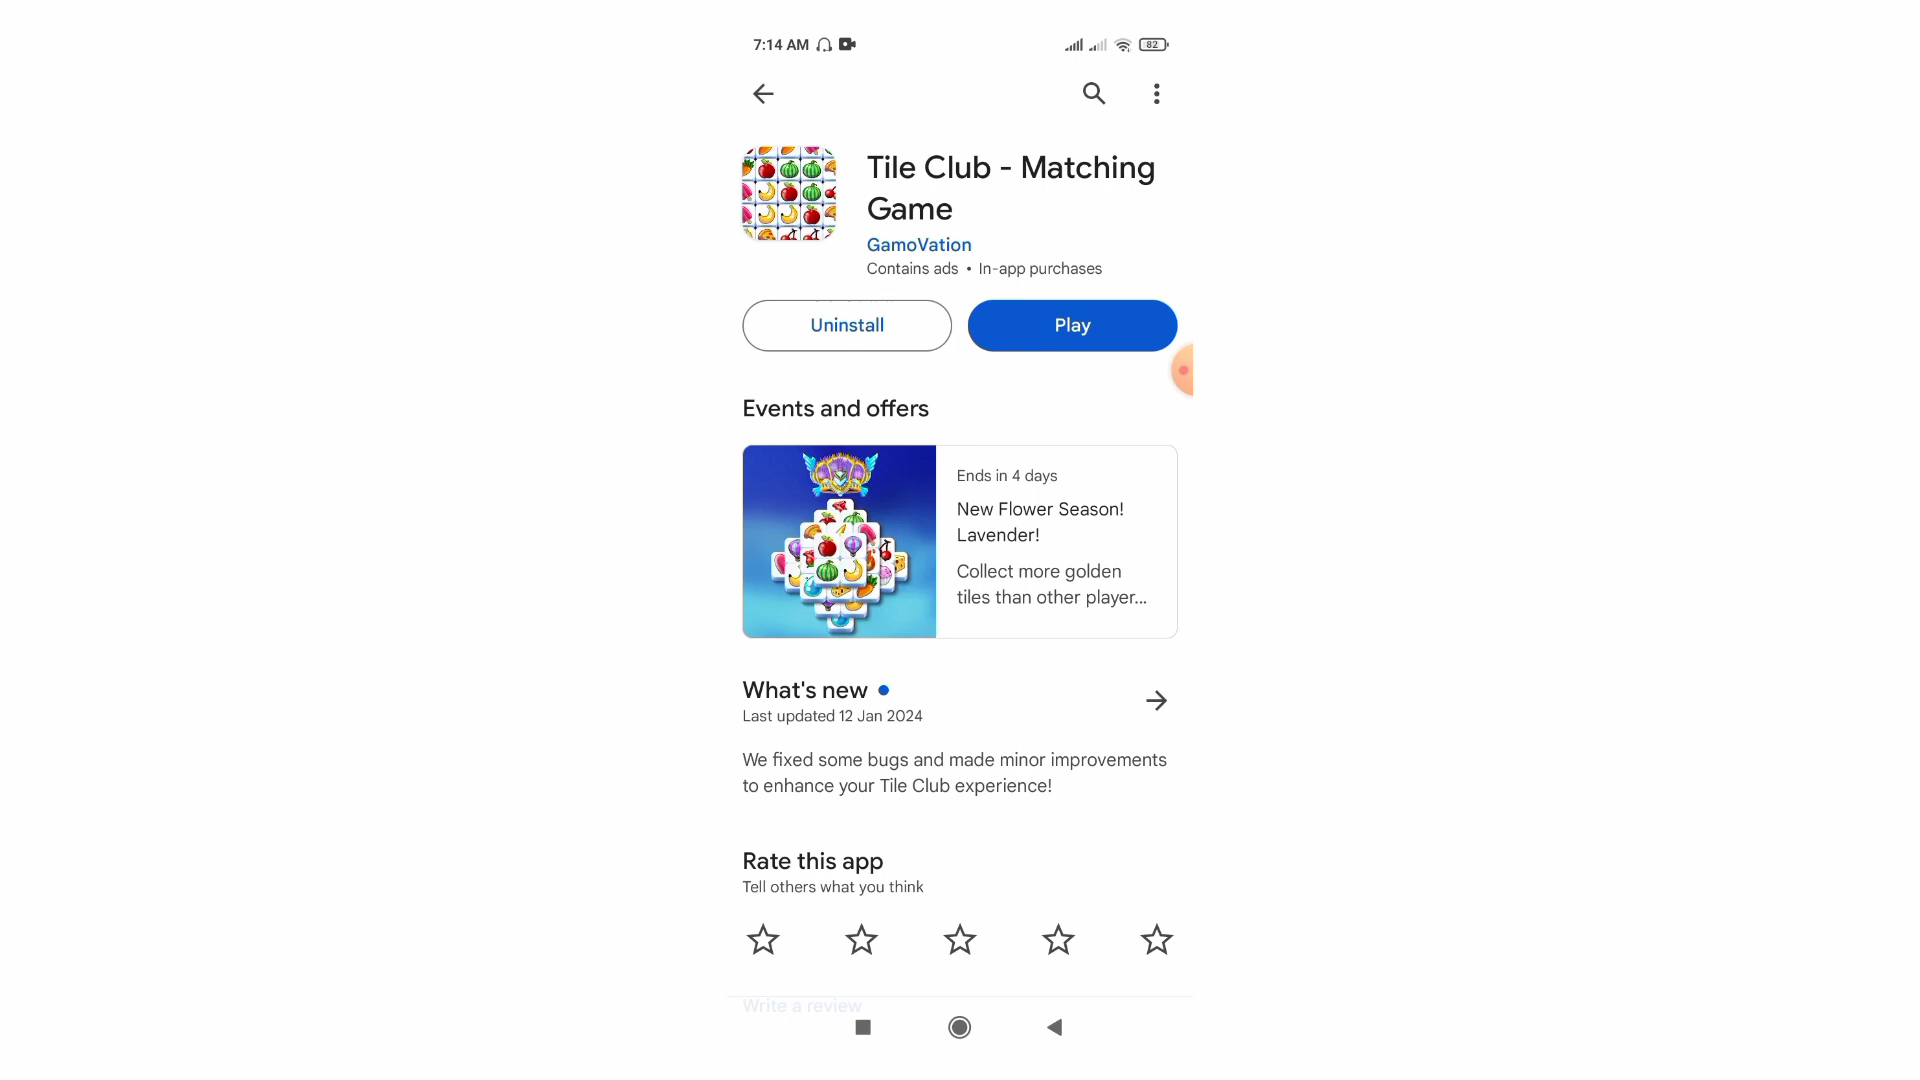 7:14 AM
82
Tile Club - Matching
Game
GamoVation
Contains ads • In-app purchases
Uninstall
Play
Events and offers
Ends in 4 days
New Flower Season!
Lavender!
Collect more golden
tiles than other player...
What's new
Last updated 12 Jan 2024
We fixed some bugs and made minor improvements
to enhance your Tile Club experience!
Rate this app
Tell others what you think
Write a review